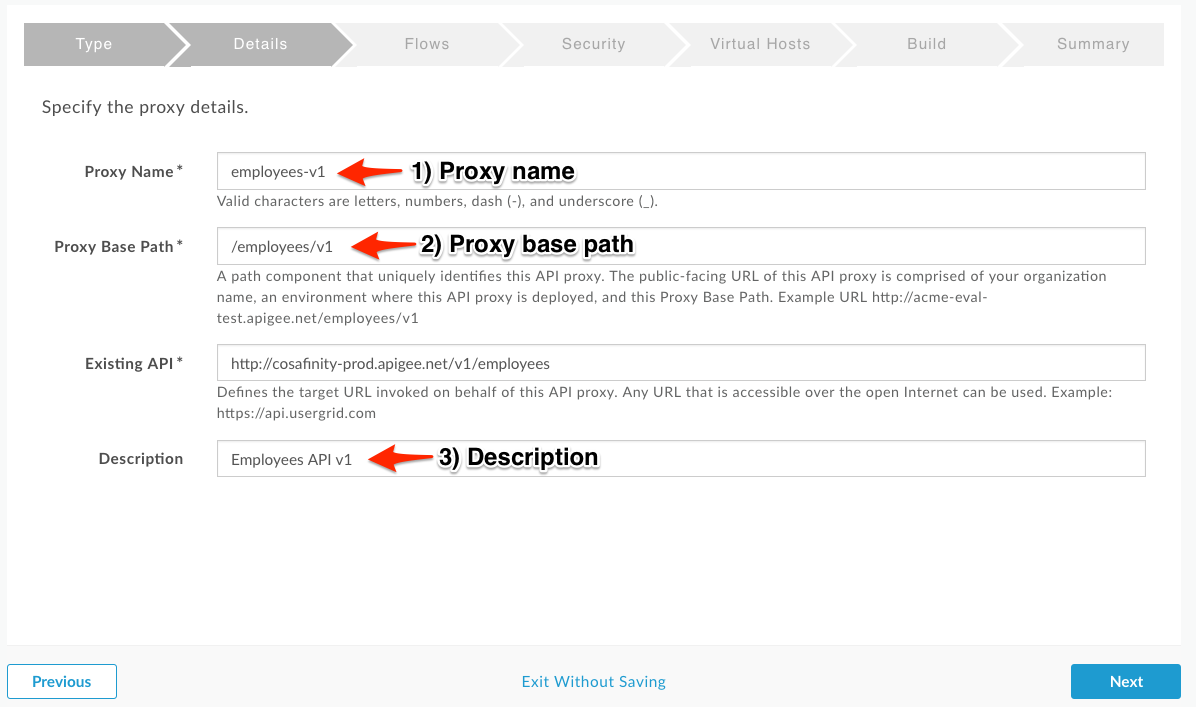 Type Details Flows Security Virtual Hosts Build Summary
Specify the proxy details.
Proxy Name* employees-v1 1) Proxy name
Valid characters are letters, numbers, dash (-), and underscore (_).
Proxy Base Path* /employees/v1 2) Proxy base path
A path component that uniquely identifies this API proxy. The public-facing URL of this API proxy is comprised of your organization
name, an environment where this API proxy is deployed, and this Proxy Base Path. Example URL http://acme-eval-
test.apigee.net/employees/v1
Existing API* http://cosafinity-prod.apigee.net/v1/employees
Defines the target URL invoked on behalf of this API proxy. Any URL that is accessible over the open Internet can be used. Example:
https://api.usergrid.com
Description Employees API v1 3) Description
Previous Exit Without Saving Next